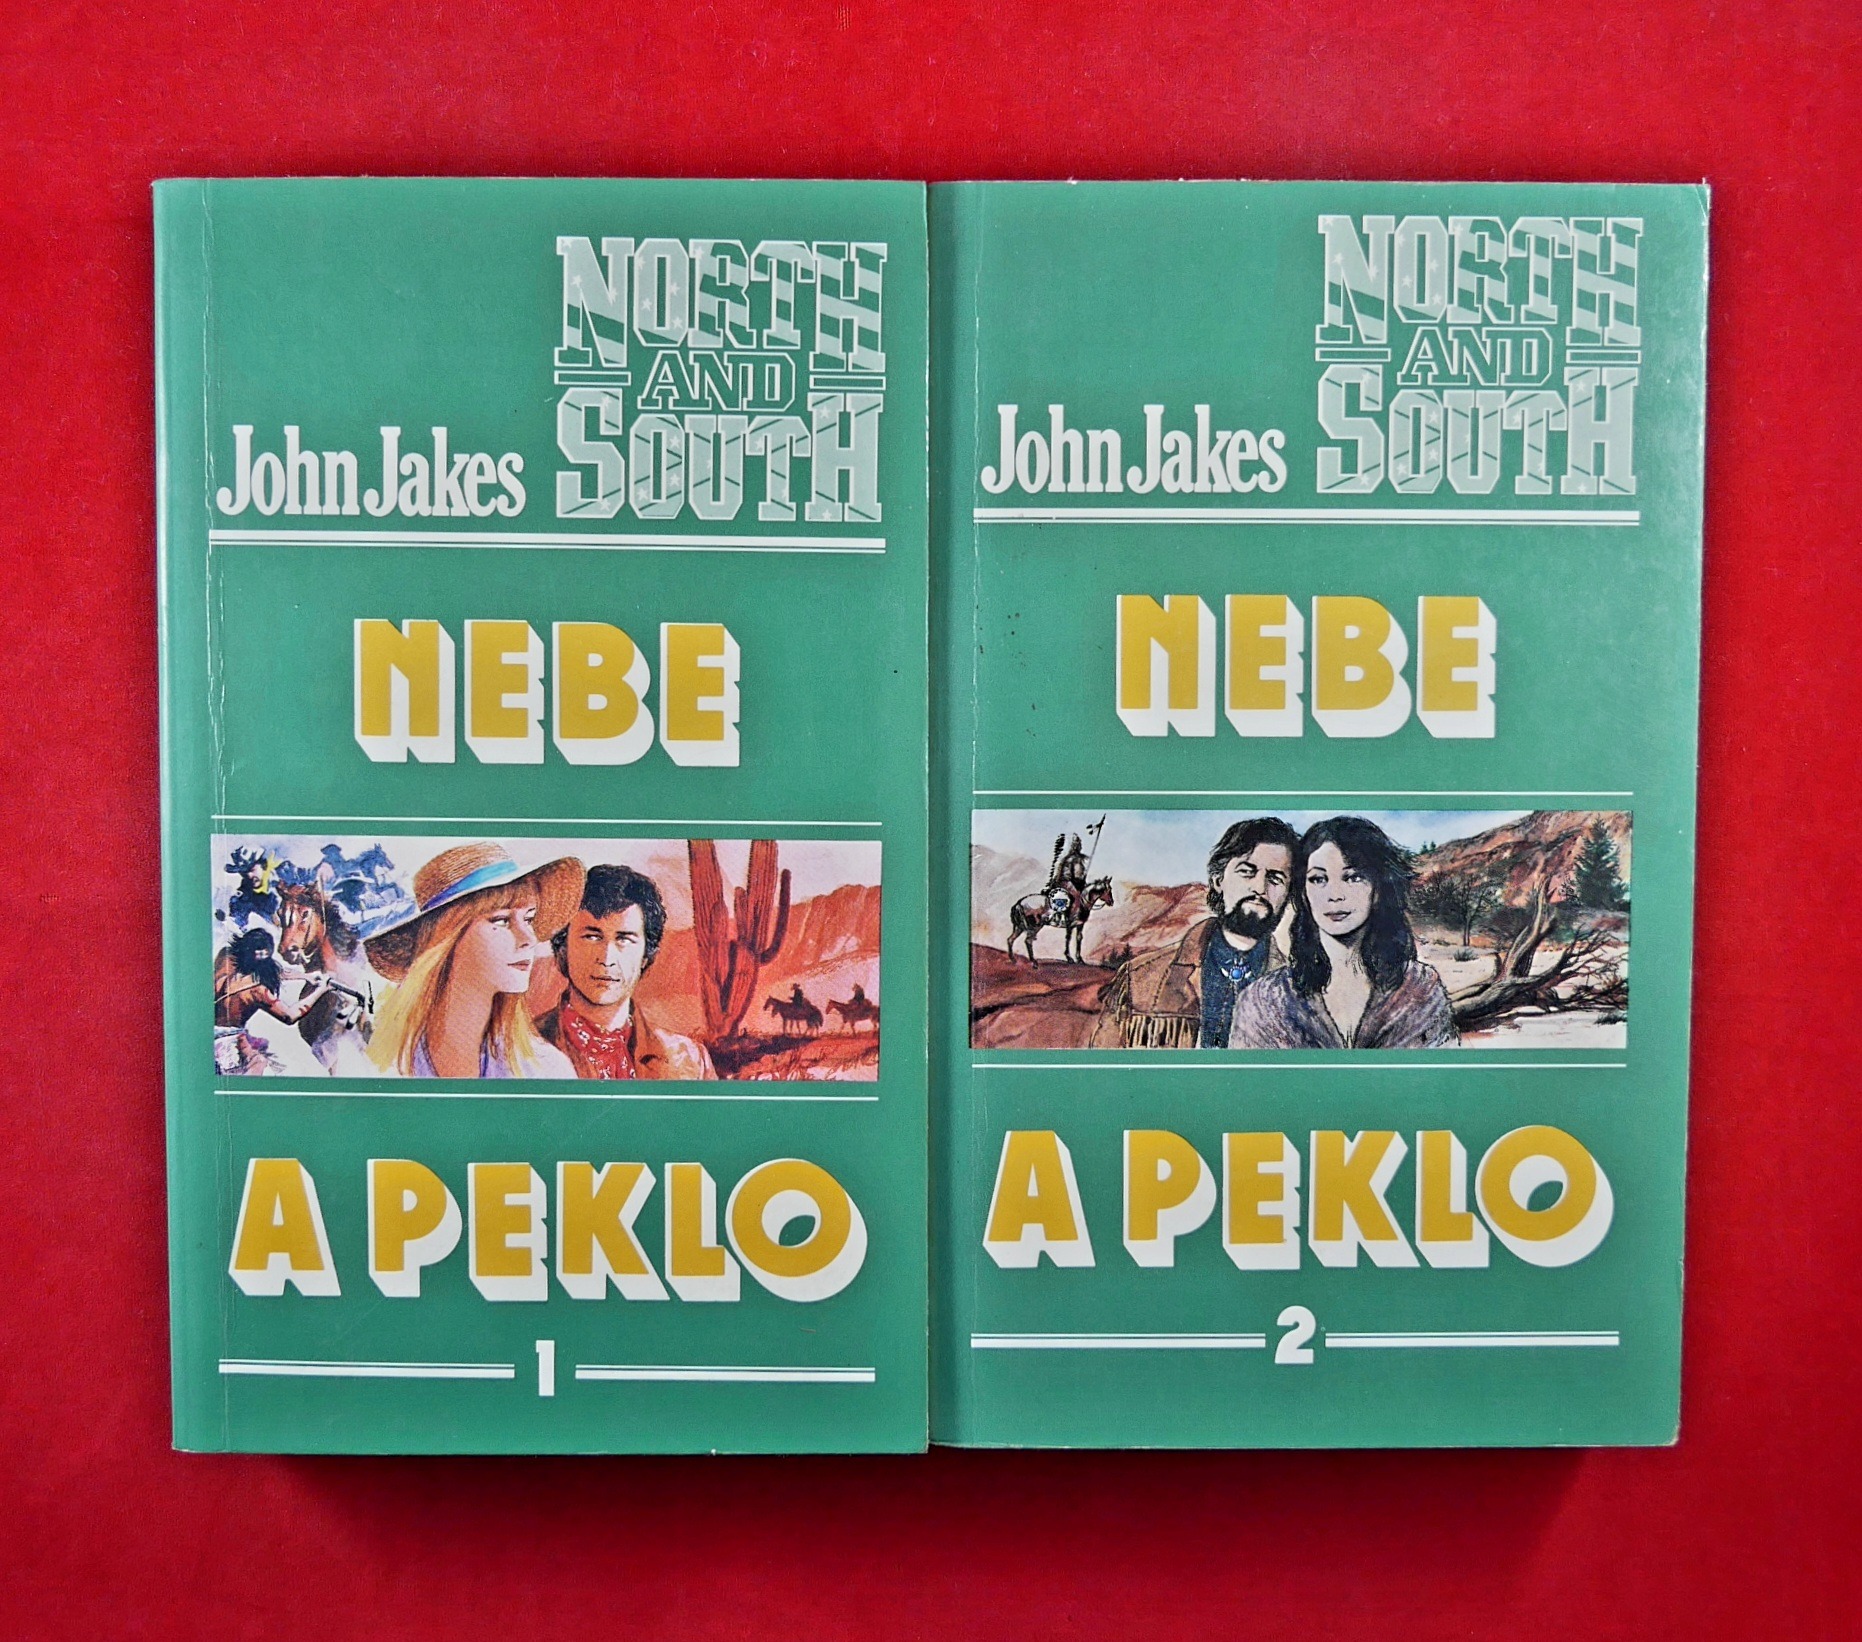 NORTH
AND
SOUTH
John Jakes
NEBE
A PEKLO
1
NORTH
AND
SOUTH
John Jakes
NEBE
A PEKLO
2